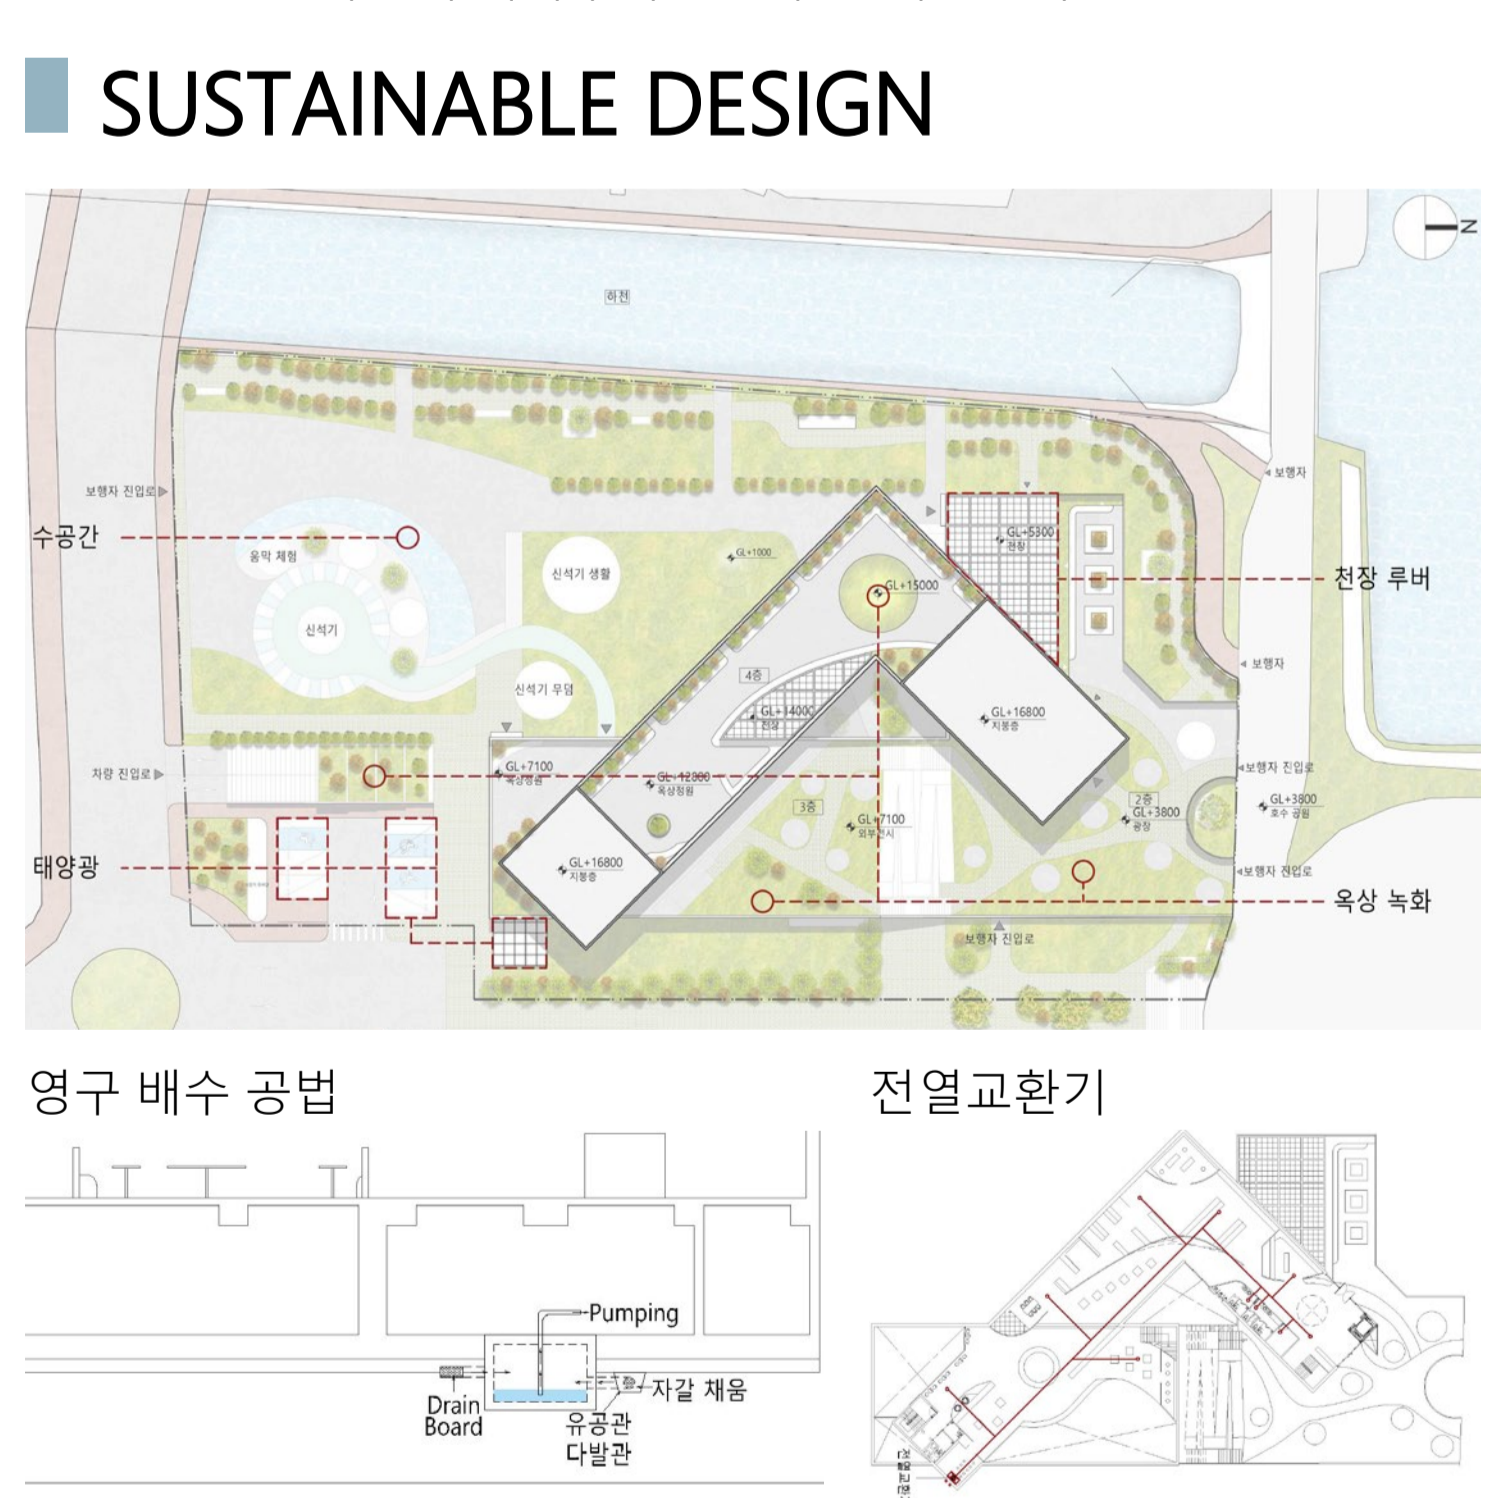 SUSTAINABLE DESIGN
N
하천
보행자 진입로
보행자
수공간
움막 체험
신석기 생활
GL+1000
GL+5300
천장
천장 루버
GL+15000
신석기
보행자
4층
신석기 무덤
GL+14000
천장
GL+16800
지붕층
차량 진입로
GL+7100
옥상정원
GL+12800
옥상정원
보행자 진입로
3층
2층
GL+3800
광장
GL+3800
호수 공원
GL+7100
외부전시
태양광
GL+16800
지붕층
보행자 진입로
옥상 녹화
보행자 진입로
영구 배수 공법
전열교환기
Pumping
Drain
Board
자갈 채움
유공관
다발관